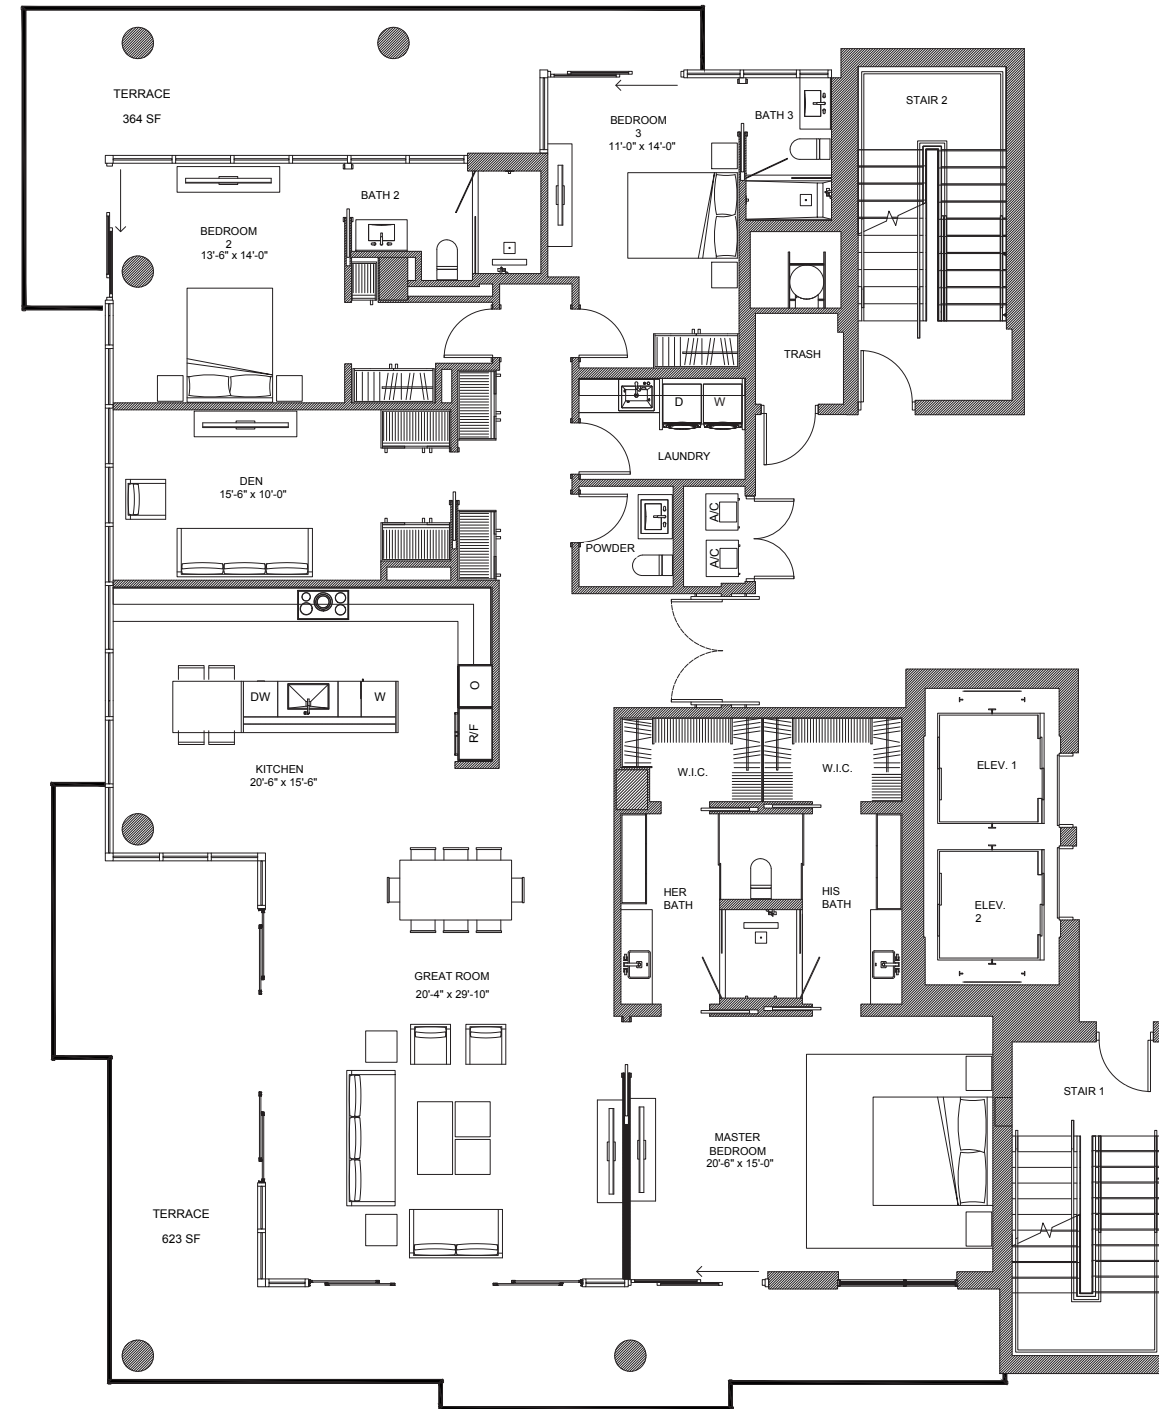 TERRACE
364 SF
STAIR 2
BEDROOM
3
11'-0" x 14'-0"
BATH 3
BATH 2
BEDROOM
2
13'-6" x 14'-0"
TRASH
D
W
LAUNDRY
DEN
15'-6" x 10'-0"
A/C
A/C
POWDER
DW
W
O
R/F
KITCHEN
20'-6" x 15'-6"
W.I.C.
W.I.C.
ELEV. 1
HER
BATH
HIS
BATH
ELEV.
2
GREAT ROOM
20'-4" x 29'-10"
STAIR 1
MASTER
BEDROOM
20'-6" x 15'-0"
TERRACE
623 SF